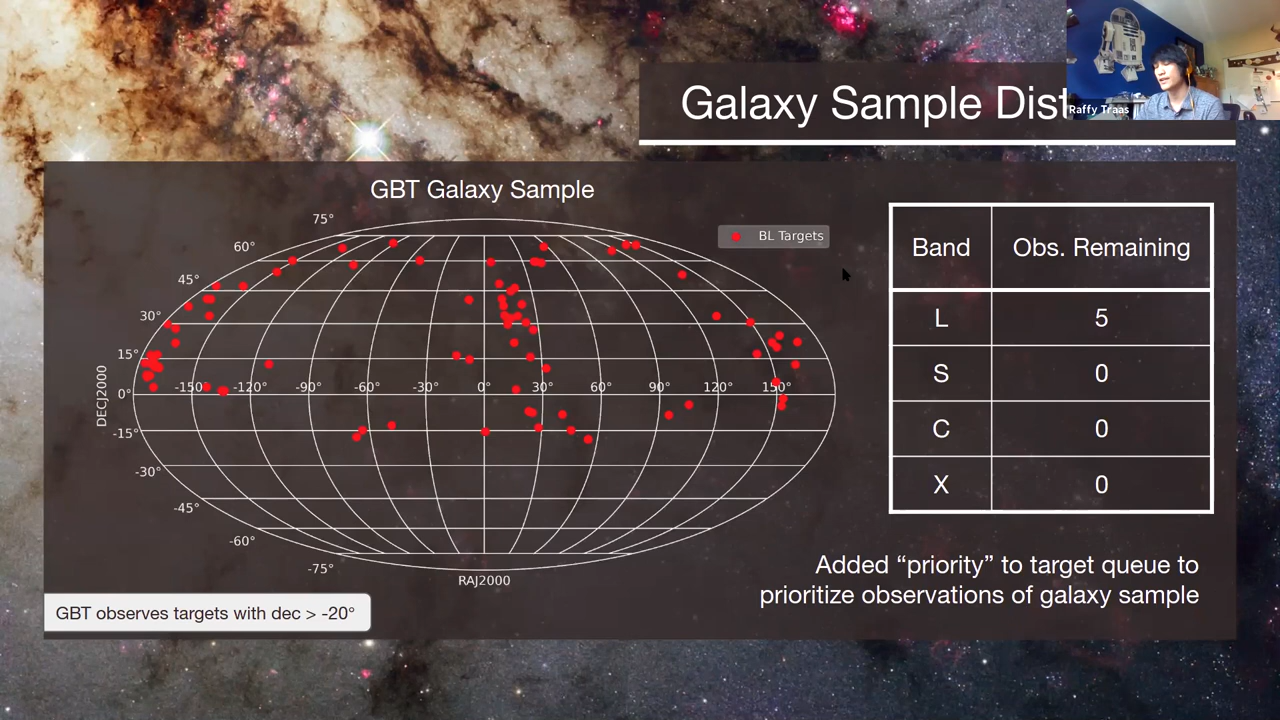 Galaxy Sample Dist
Raffy Traas
GBT Galaxy Sample
BL Targets
75°
60°
45°
30°
15°
0°
-15°
-30°
-45°
-60°
-75°
-150° -120° -90° -60° -30° 0° 30° 60° 90° 120° 150°
DECJ2000
RAJ2000
Band Obs. Remaining
L 5
S 0
C 0
X 0
Added “priority” to target queue to
prioritize observations of galaxy sample
GBT observes targets with dec > -20°